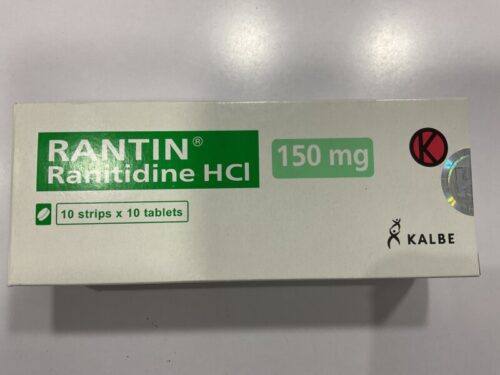 RANTIN®
Ranitidine HCl
150 mg
10 strips x 10 tablets
K
KALBE